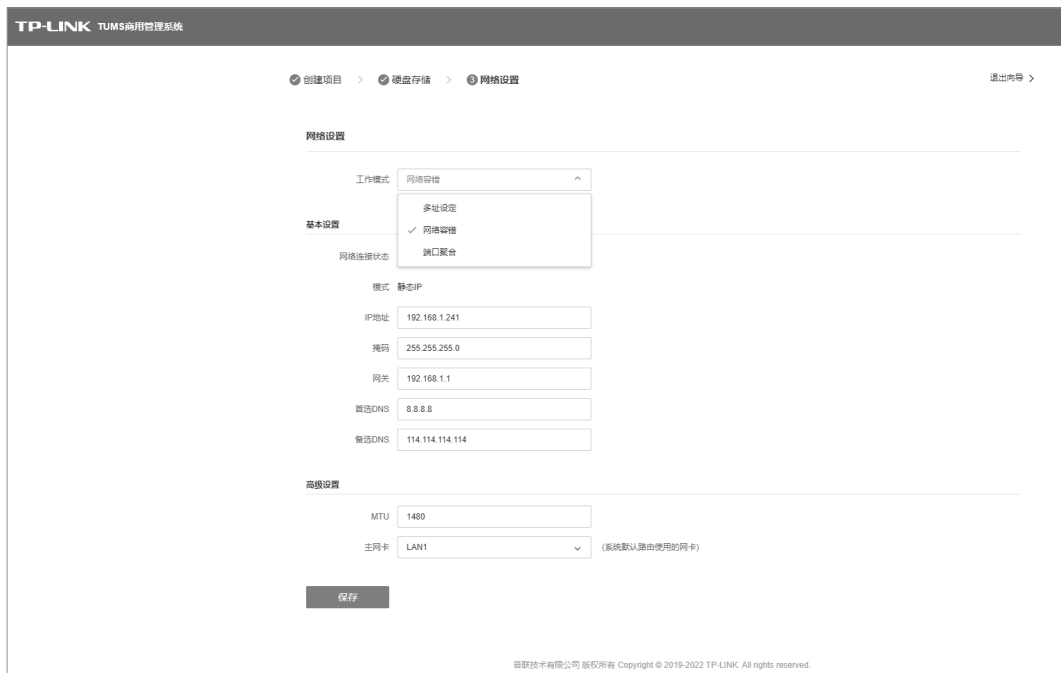 TP-LINK TUMS商用管理系统
创建项目 > 硬盘存储 > 3 网络设置
退出向导 >
网络设置
工作模式 网络容错
多址设定
基本设置
✓ 网络容错
端口聚合
网络连接状态
模式 静态IP
IP地址 192.168.1.241
掩码 255.255.255.0
网关 192.168.1.1
首选DNS 8.8.8.8
备选DNS 114.114.114.114
高级设置
MTU 1480
主网卡 LAN1 (系统默认路由使用的网卡)
保存
普联技术有限公司 版权所有 Copyright © 2019-2022 TP-LINK. All rights reserved.